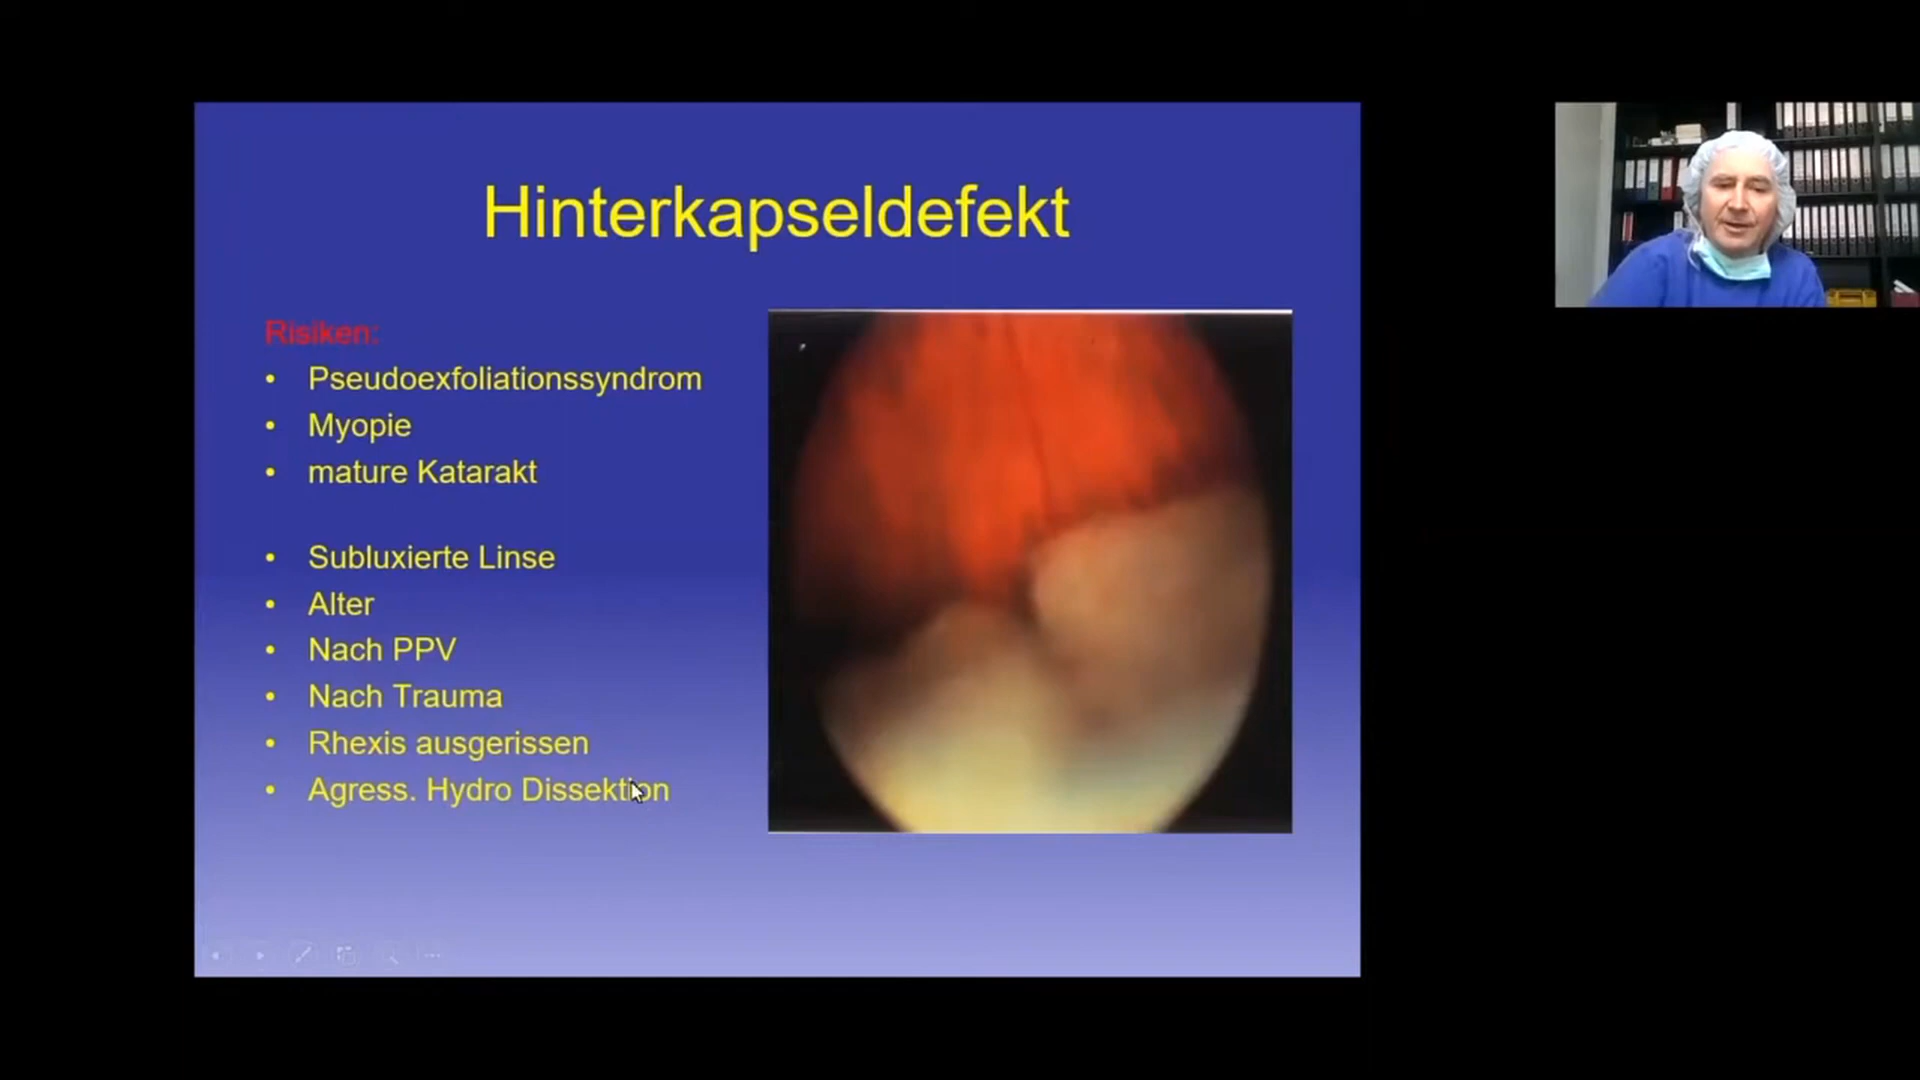 Hinterkapseldefekt
Risiken:
• Pseudoexfoliationssyndrom
• Myopie
• mature Katarakt
• Subluxierte Linse
• Alter
• Nach PPV
• Nach Trauma
• Rhexis ausgerissen
• Agress. Hydro Dissektion